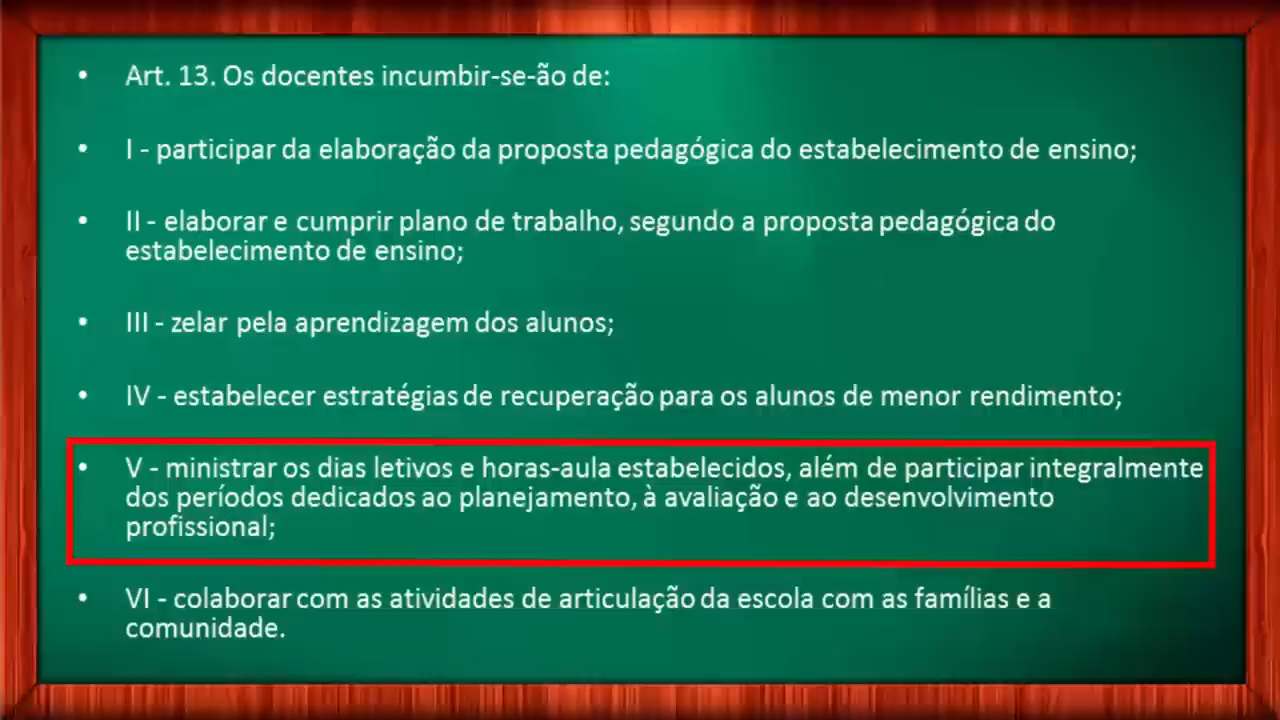 • Art. 13. Os docentes incumbir-se-ão de:
• I - participar da elaboração da proposta pedagógica do estabelecimento de ensino;
• II - elaborar e cumprir plano de trabalho, segundo a proposta pedagógica do
estabelecimento de ensino;
• III - zelar pela aprendizagem dos alunos;
• IV - estabelecer estratégias de recuperação para os alunos de menor rendimento;
• V - ministrar os dias letivos e horas-aula estabelecidos, além de participar integralmente
dos períodos dedicados ao planejamento, à avaliação e ao desenvolvimento
profissional;
• VI - colaborar com as atividades de articulação da escola com as famílias e a
comunidade.